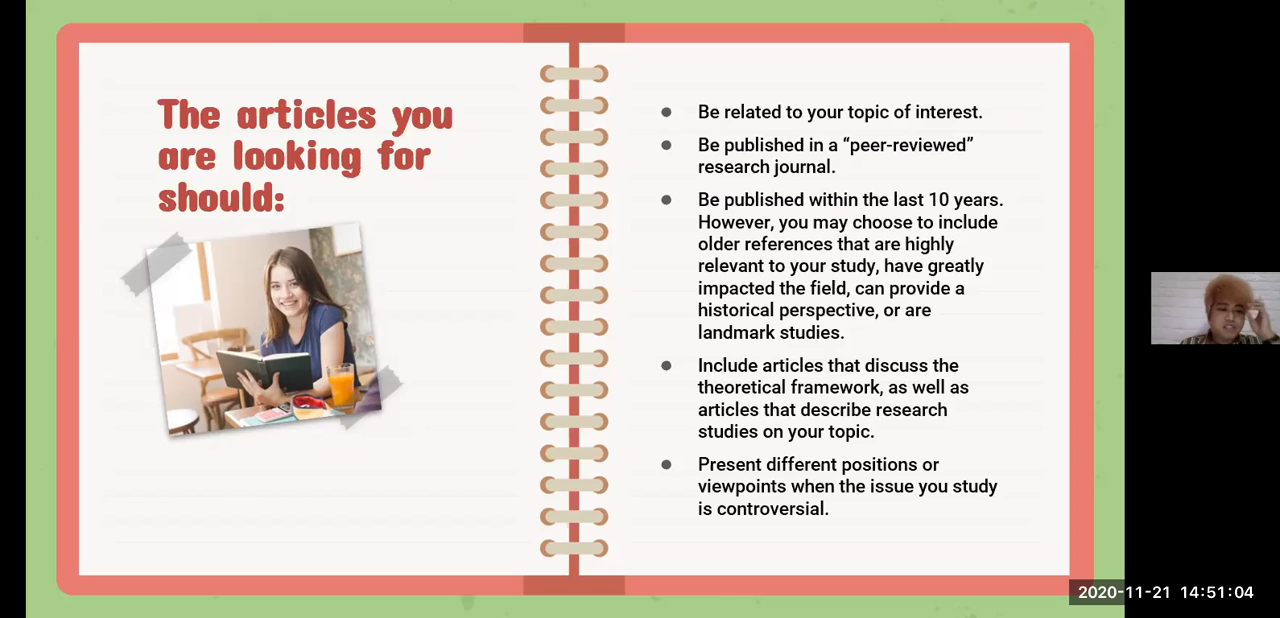 The articles you
are looking for
should:
● Be related to your topic of interest.
● Be published in a “peer-reviewed”
research journal.
● Be published within the last 10 years.
However, you may choose to include
older references that are highly
relevant to your study, have greatly
impacted the field, can provide a
historical perspective, or are
landmark studies.
● Include articles that discuss the
theoretical framework, as well as
articles that describe research
studies on your topic.
● Present different positions or
viewpoints when the issue you study
is controversial.
2020-11-21 14:51:04